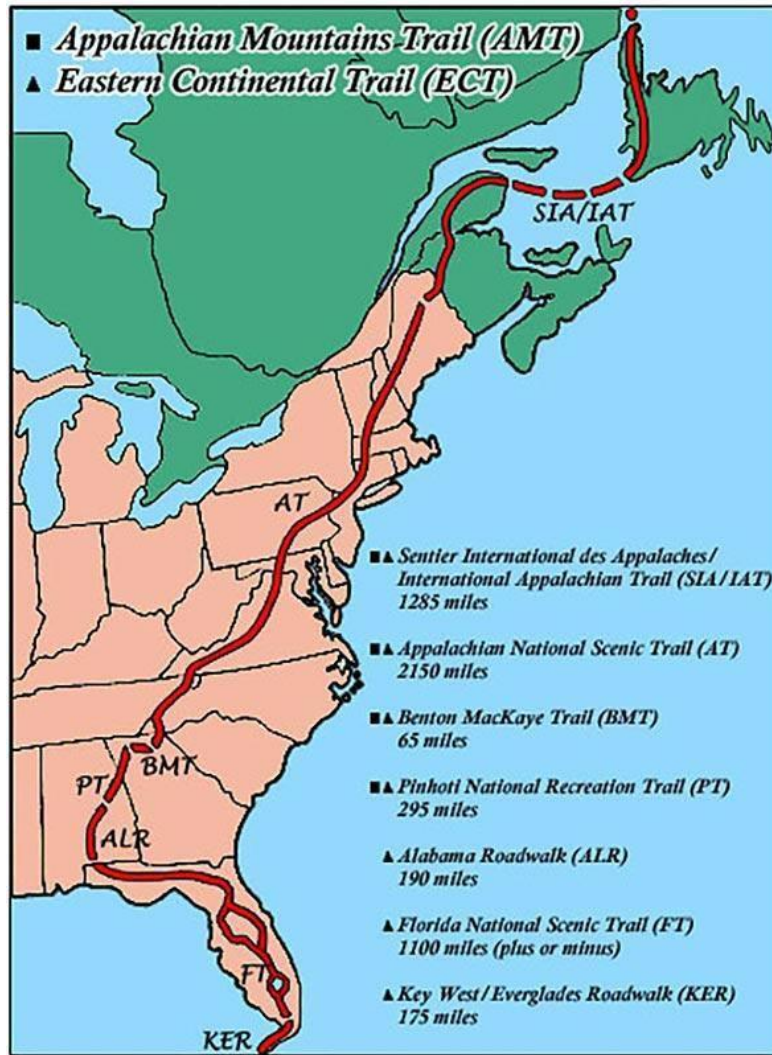 ■ Appalachian Mountains Trail (AMT)
▲ Eastern Continental Trail (ECT)
SIA/IAT
AT
■▲ Sentier International des Appalaches/
International Appalachian Trail (SIA/IAT)
1285 miles
■▲ Appalachian National Scenic Trail (AT)
2150 miles
■▲ Benton MacKaye Trail (BMT)
65 miles
BMT
PT
■▲ Pinhoti National Recreation Trail (PT)
295 miles
ALR
▲ Alabama Roadwalk (ALR)
190 miles
▲ Florida National Scenic Trail (FT)
1100 miles (plus or minus)
FT
▲ Key West/Everglades Roadwalk (KER)
175 miles
KER